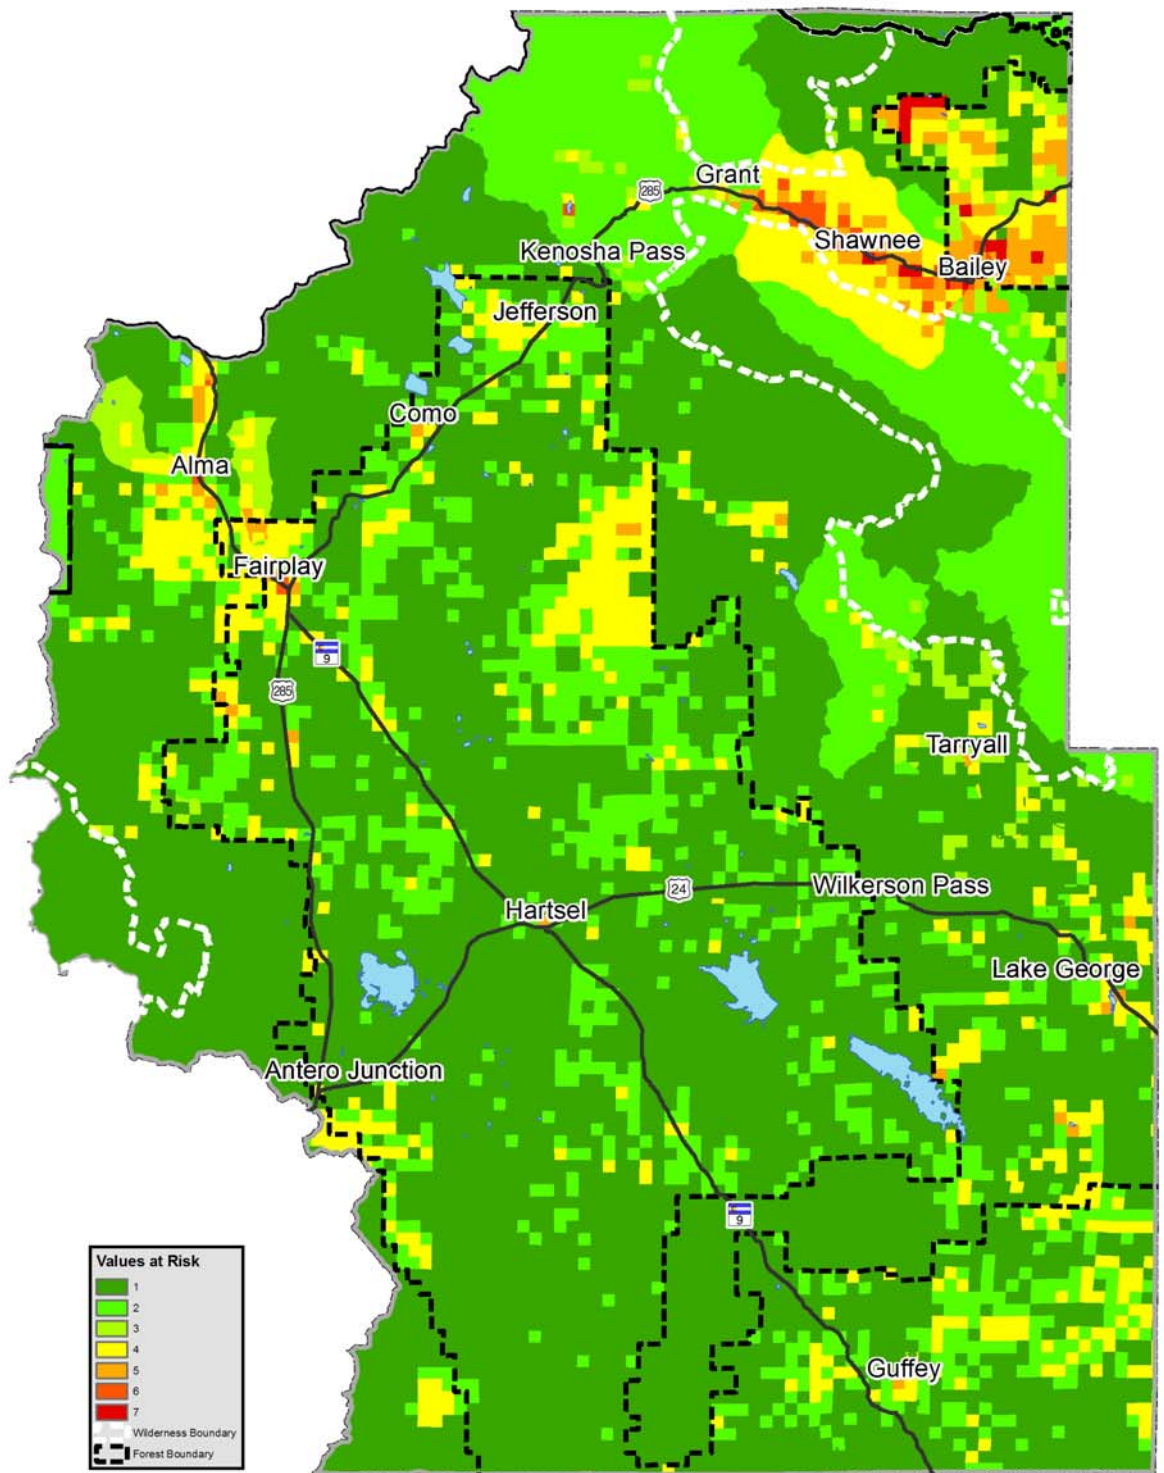 Grant
285
Shawnee
Kenosha Pass
Bailey
Jefferson
Como
Alma
Fairplay
9
285
Tarryall
Wilkerson Pass
24
Hartsel
Lake George
Antero Junction
9
Guffey
Values at Risk
1
2
3
4
5
6
7
Wilderness Boundary
Forest Boundary